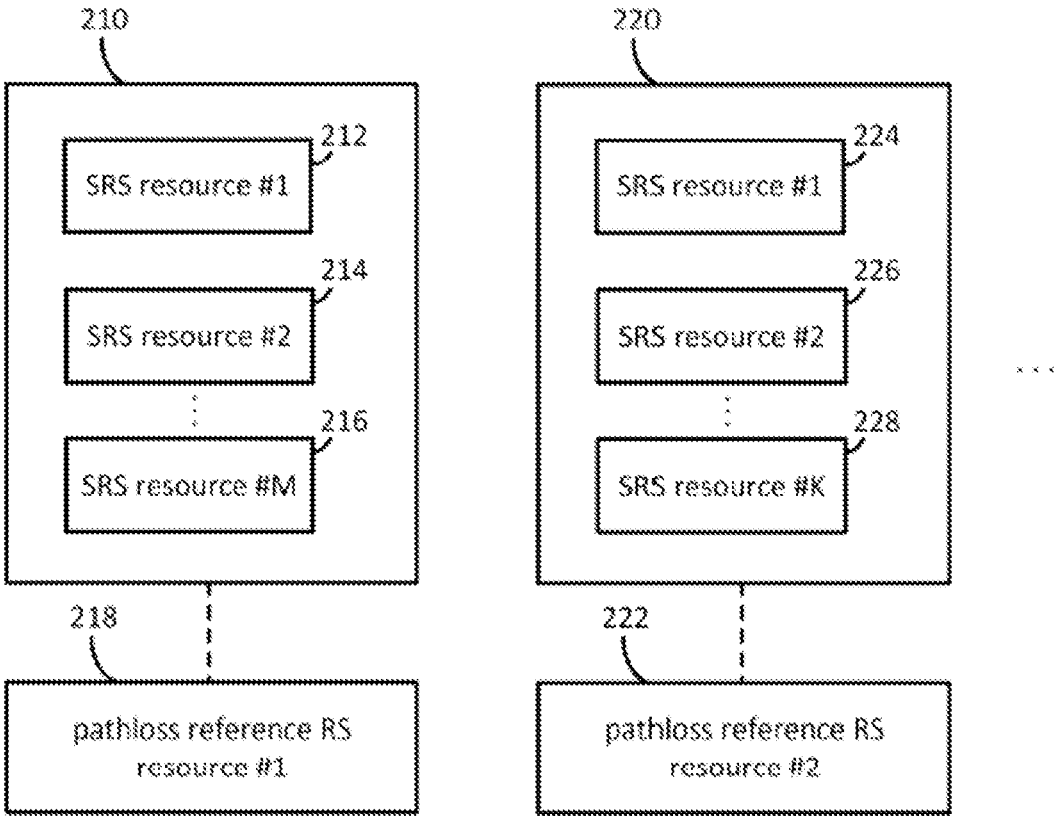 210
220
212
SRS resource #1
224
SRS resource #1
214
SRS resource #2
226
SRS resource #2
216
SRS resource #M
228
SRS resource #K
...
218
pathloss reference RS
resource #1
222
pathloss reference RS
resource #2